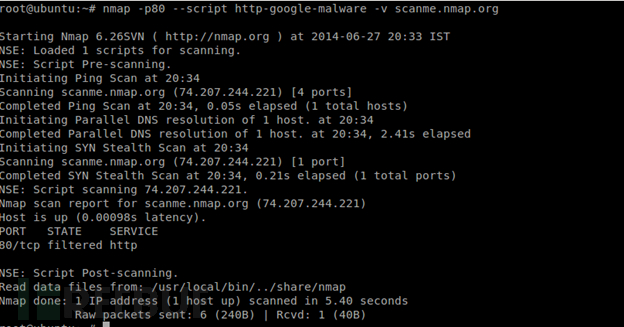 root@ubuntu:~# nmap -p80 --script http-google-malware -v scanme.nmap.org
Starting Nmap 6.26SVN ( http://nmap.org ) at 2014-06-27 20:33 IST
NSE: Loaded 1 scripts for scanning.
NSE: Script Pre-scanning.
Initiating Ping Scan at 20:34
Scanning scanme.nmap.org (74.207.244.221) [4 ports]
Completed Ping Scan at 20:34, 0.05s elapsed (1 total hosts)
Initiating Parallel DNS resolution of 1 host. at 20:34
Completed Parallel DNS resolution of 1 host. at 20:34, 2.41s elapsed
Initiating SYN Stealth Scan at 20:34
Scanning scanme.nmap.org (74.207.244.221) [1 port]
Completed SYN Stealth Scan at 20:34, 0.21s elapsed (1 total ports)
NSE: Script scanning 74.207.244.221.
Nmap scan report for scanme.nmap.org (74.207.244.221)
Host is up (0.00098s latency).
PORT STATE SERVICE
80/tcp filtered http
NSE: Script Post-scanning.
Read data files from: /usr/local/bin/../share/nmap
Nmap done: 1 IP address (1 host up) scanned in 5.40 seconds
Raw packets sent: 6 (240B) | Rcvd: 1 (40B)
root@ubuntu:~#